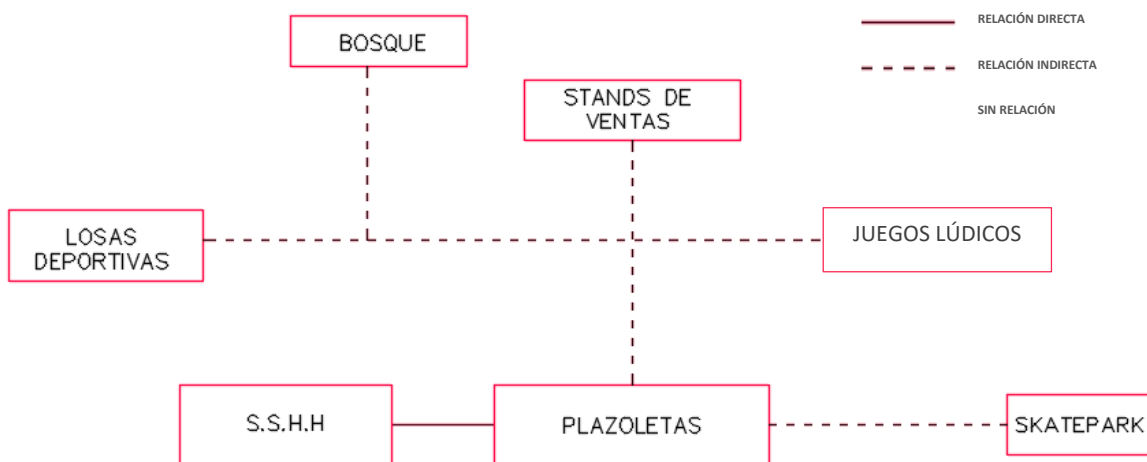 RELACIÓN DIRECTA
BOSQUE
RELACIÓN INDIRECTA
STANDS DE
VENTAS
SIN RELACIÓN
LOSAS
DEPORTIVAS
JUEGOS LÚDICOS
S.S.H.H
PLAZOLETAS
SKATEPARK